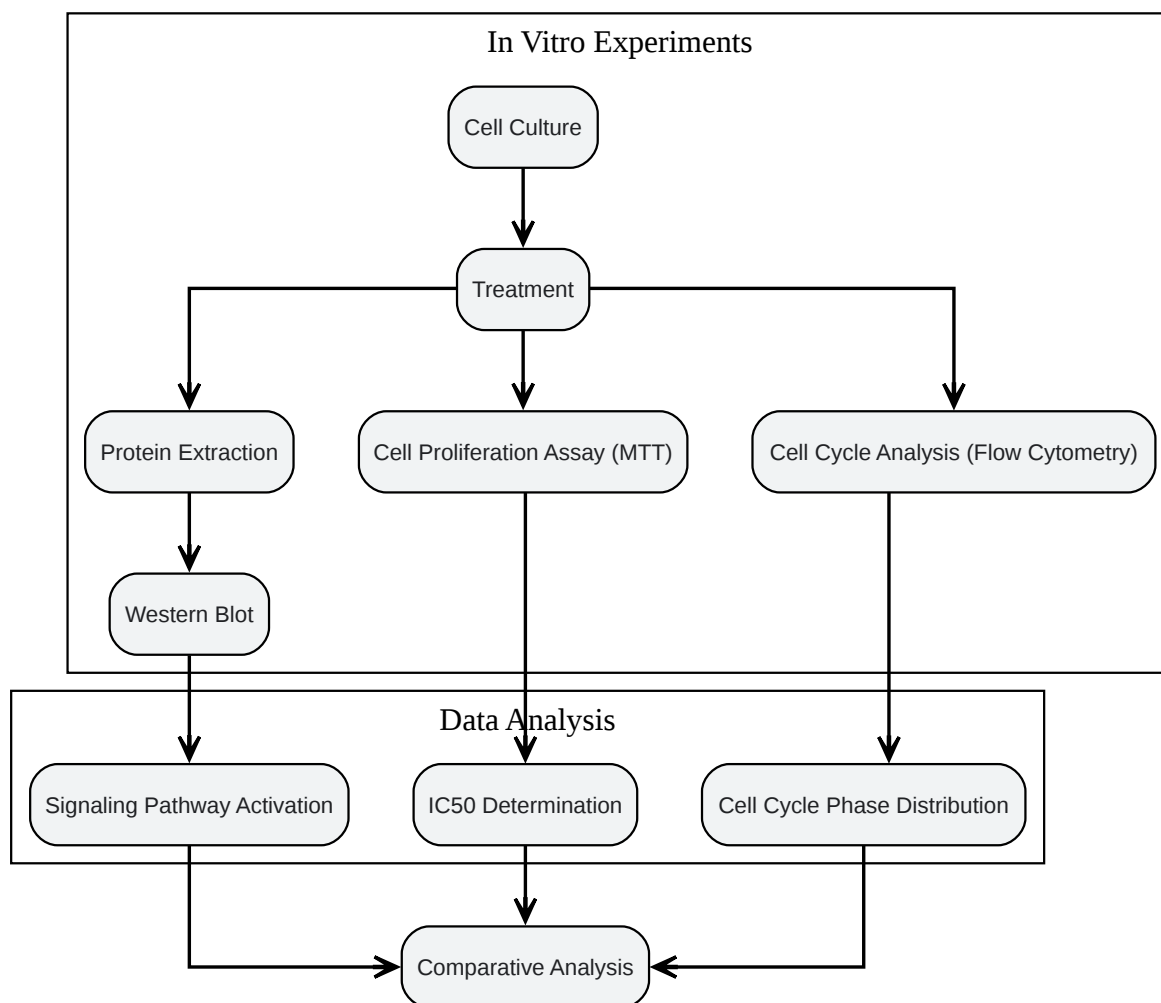 In Vitro Experiments
Cell Culture
Treatment
Protein Extraction
Cell Proliferation Assay (MTT)
Cell Cycle Analysis (Flow Cytometry)
Western Blot
Data Analysis
Signaling Pathway Activation
IC50 Determination
Cell Cycle Phase Distribution
Comparative Analysis